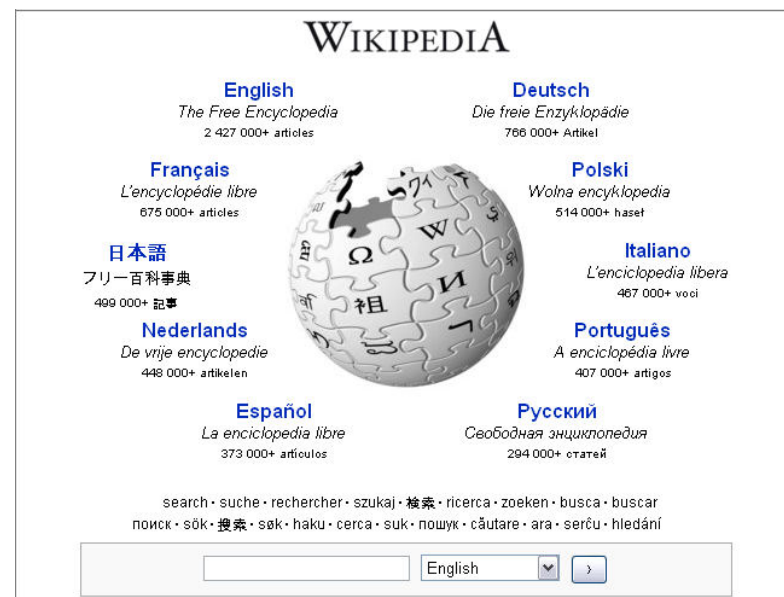 WIKIPEDIA
English
The Free Encyclopedia
2 427 000+ articles
Deutsch
Die freie Enzyklopädie
766 000+ Artikel
Français
L'encyclopédie libre
675 000+ articles
Polski
Wolna encyklopedia
514 000+ haseł
日本語
フリー百科事典
499 000+ 記事
Italiano
L'enciclopedia libera
467 000+ voci
Nederlands
De vrije encyclopedie
448 000+ artikelen
Português
A enciclopédia livre
407 000+ artigos
Español
La enciclopedia libre
373 000+ artículos
Русский
Свободная энциклопедия
294 000+ статей
Ω
W
И
祖
ワィ
search · suche · rechercher · szukaj · 検索 · ricerca · zoeken · busca · buscar
поиск · sök · 搜索 · søk · haku · cerca · suk · пошук · căutare · ara · serĉu · hledání
English